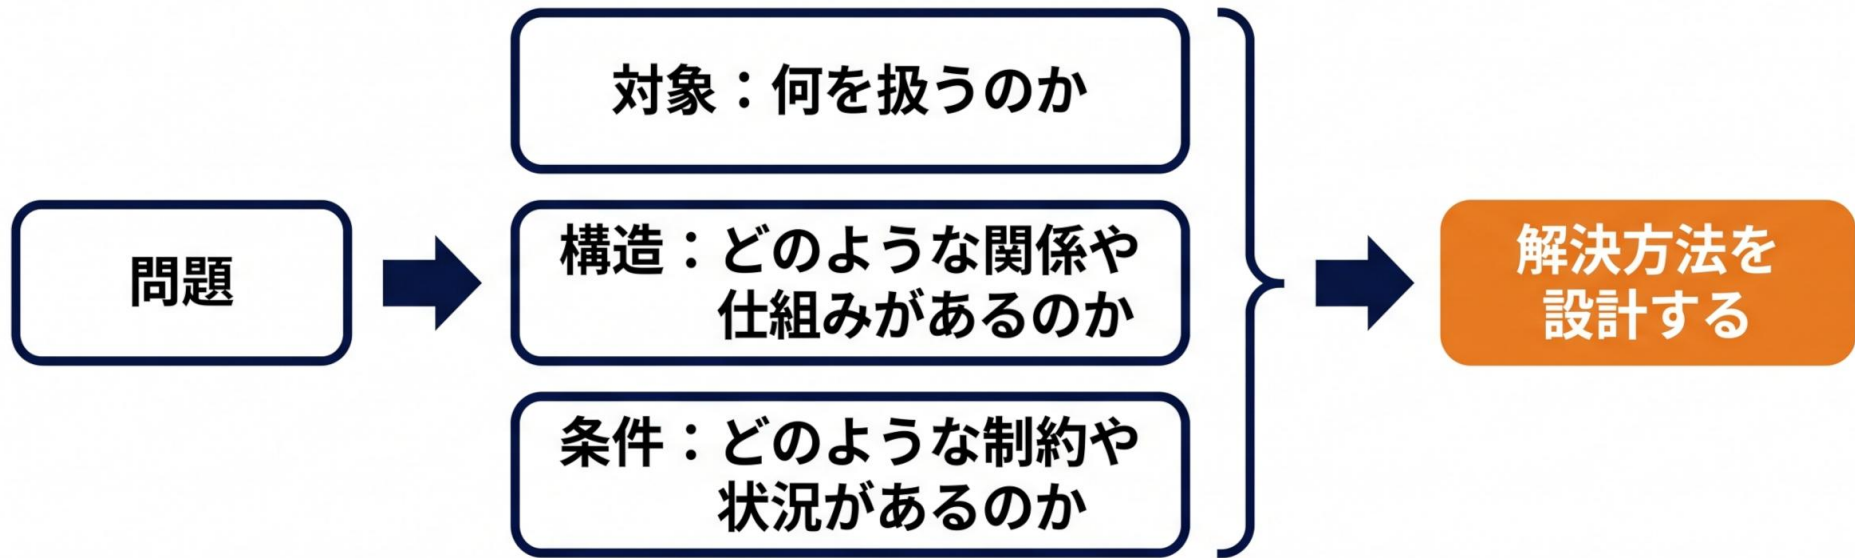 問題
対象：何を扱うのか
構造：どのような関係や
仕組みがあるのか
条件：どのような制約や
状況があるのか
解決方法を
設計する